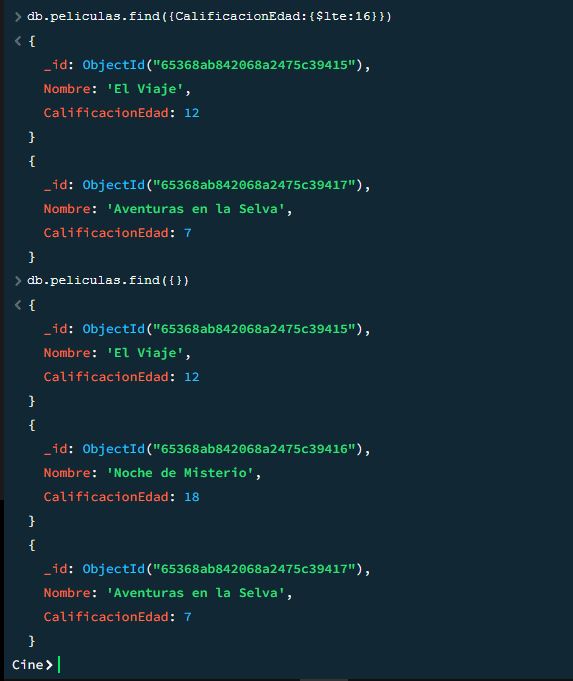 > db.peliculas.find({CalificacionEdad:{$lte:16}})
< {
_id: ObjectId("65368ab842068a2475c39415"),
Nombre: 'El Viaje',
CalificacionEdad: 12
}
{
_id: ObjectId("65368ab842068a2475c39417"),
Nombre: 'Aventuras en la Selva',
CalificacionEdad: 7
}
> db.peliculas.find({})
< {
_id: ObjectId("65368ab842068a2475c39415"),
Nombre: 'El Viaje',
CalificacionEdad: 12
}
{
_id: ObjectId("65368ab842068a2475c39416"),
Nombre: 'Noche de Misterio',
CalificacionEdad: 18
}
{
_id: ObjectId("65368ab842068a2475c39417"),
Nombre: 'Aventuras en la Selva',
CalificacionEdad: 7
}
Cine>